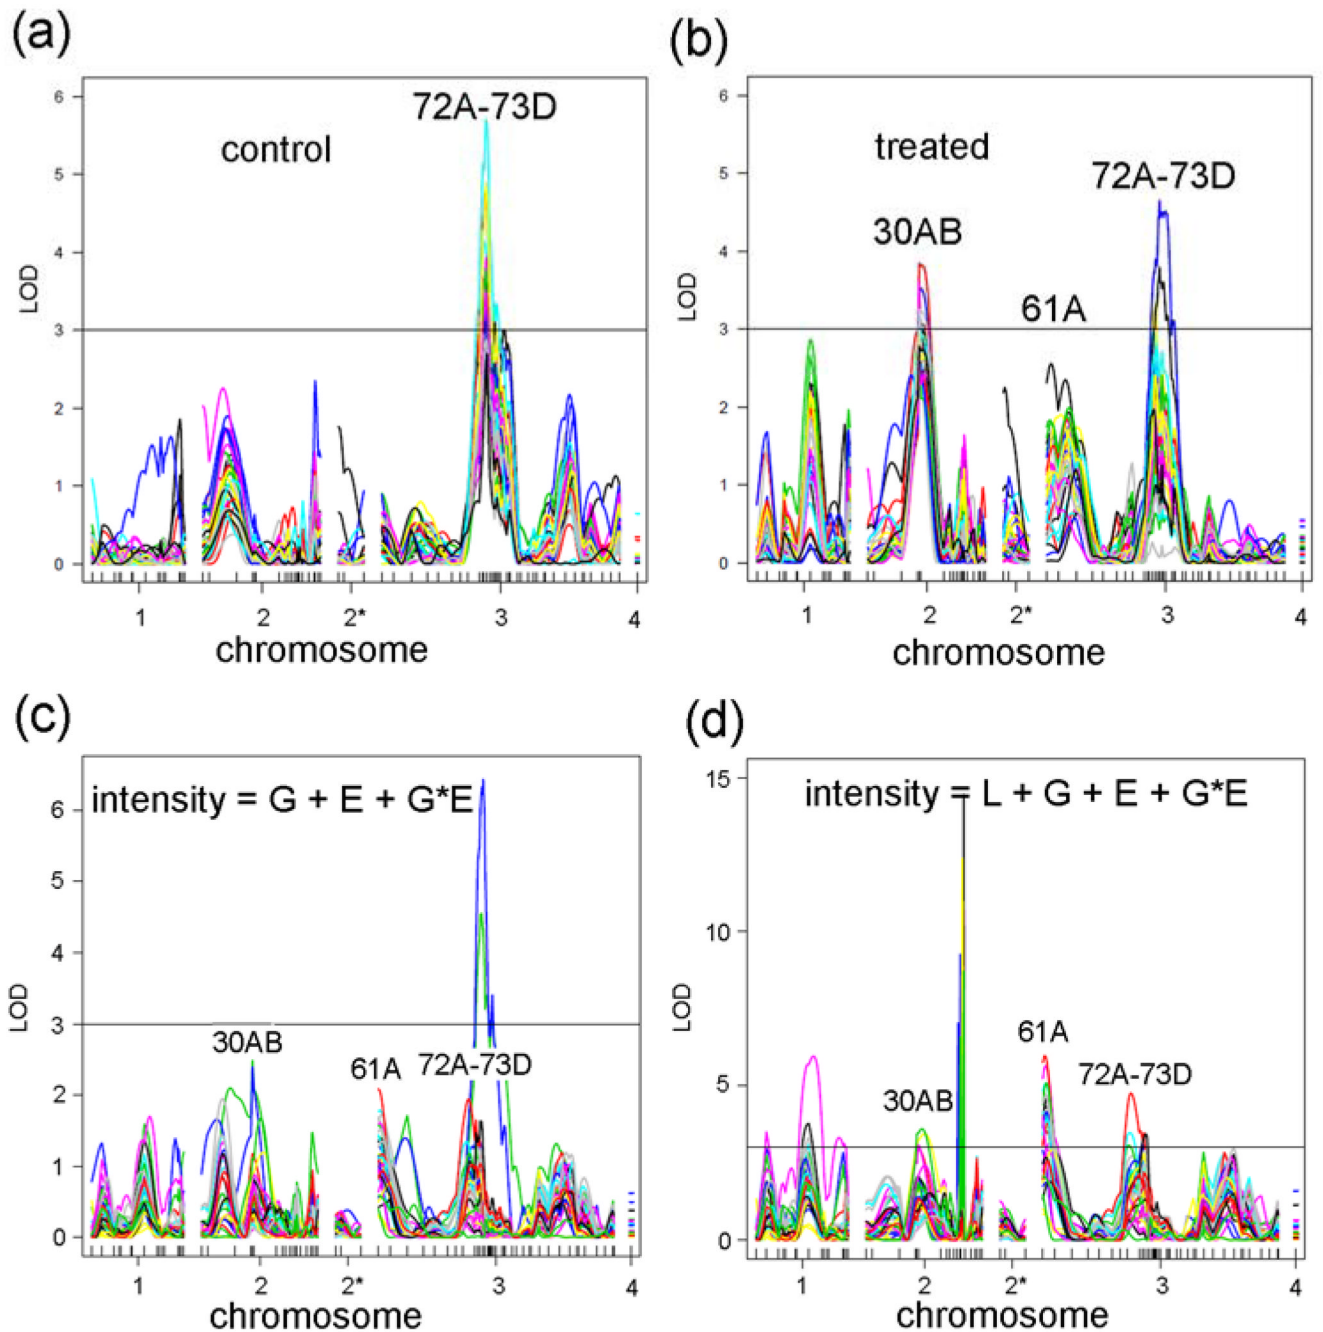 (a)
72A-73D
control
6
5
4
3
2
1
0
LOD
1 2 2* 3 4
chromosome
(b)
treated
72A-73D
30AB
61A
6
5
4
3
2
1
0
LOD
1 2 2* 3 4
chromosome
(c)
intensity = G + E + G*E
6
5
4
3
2
1
0
LOD
30AB
61A
72A-73D
1 2 2* 3 4
chromosome
(d)
intensity = L + G + E + G*E
15
10
5
0
LOD
61A
72A-73D
30AB
1 2 2* 3 4
chromosome